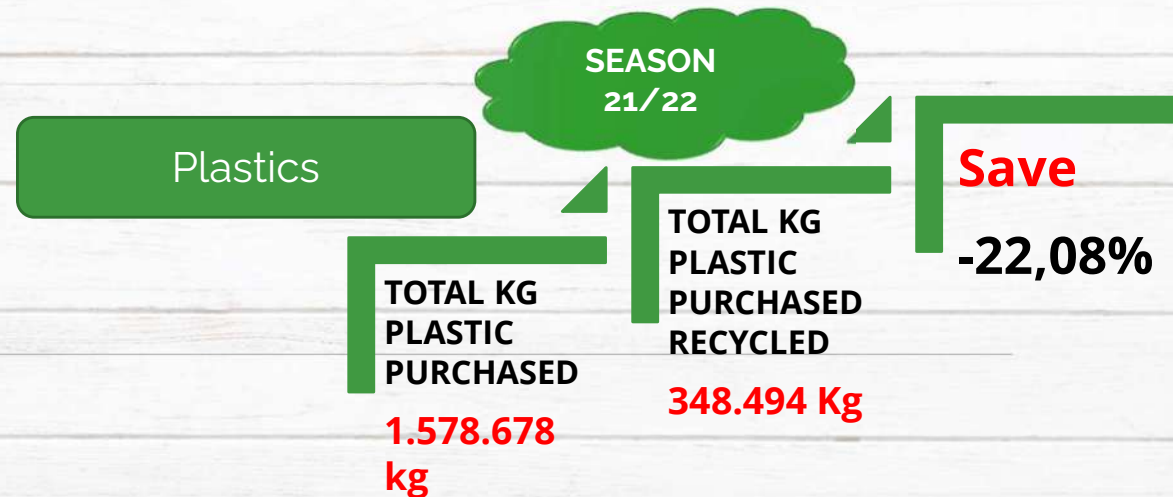 SEASON
21/22
Plastics
TOTAL KG
PLASTIC
PURCHASED
1.578.678
kg
TOTAL KG
PLASTIC
PURCHASED
RECYCLED
348.494 Kg
Save
-22,08%